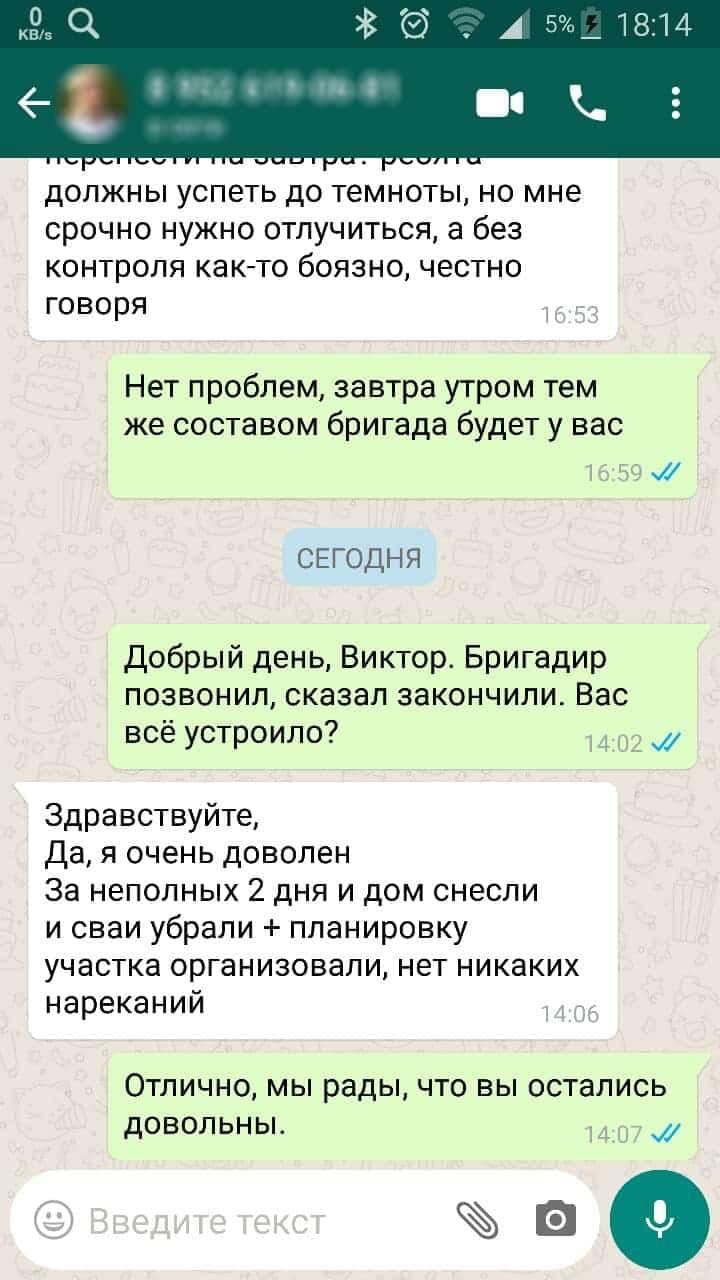 0
KB/s
5%
18:14
должны успеть до темноты, но мне
срочно нужно отлучиться, а без
контроля как-то боязно, честно
говоря
16:53
Нет проблем, завтра утром тем
же составом бригада будет у вас
16:59
СЕГОДНЯ
Добрый день, Виктор. Бригадир
позвонил, сказал закончили. Вас
всё устроило?
14:02
Здравствуйте,
Да, я очень доволен
За неполных 2 дня и дом снесли
и сваи убрали + планировку
участка организовали, нет никаких
нареканий
14:06
Отлично, мы рады, что вы остались
довольны.
14:07
Введите текст